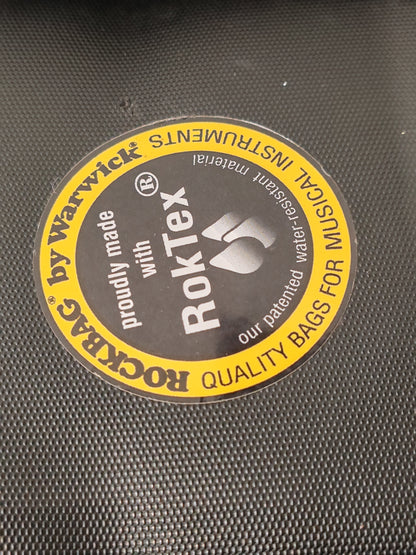 ROCKBAG® by Warwick®
QUALITY BAGS FOR MUSICAL INSTRUMENTS
proudly made
with
RokTex®
our patented water-resistant material